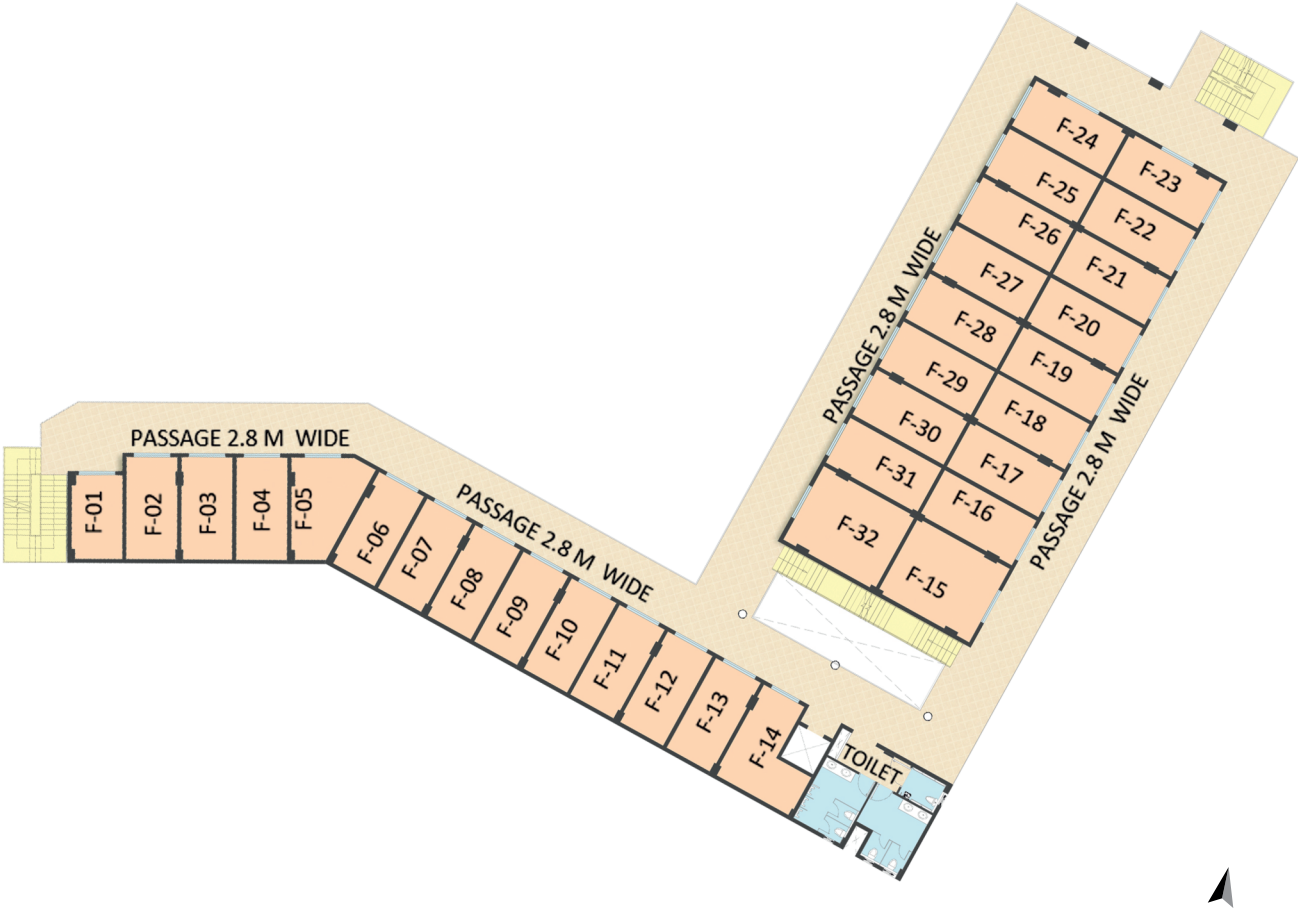 F-01
F-02
F-03
F-04
F-05
F-06
F-07
F-08
F-09
F-10
F-11
F-12
F-13
F-14
PASSAGE 2.8 M WIDE
PASSAGE 2.8 M WIDE
TOILET
F-15
F-16
F-17
F-18
F-19
F-20
F-21
F-22
F-23
F-24
F-25
F-26
F-27
F-28
F-29
F-30
F-31
F-32
PASSAGE 2.8 M WIDE
PASSAGE 2.8 M WIDE